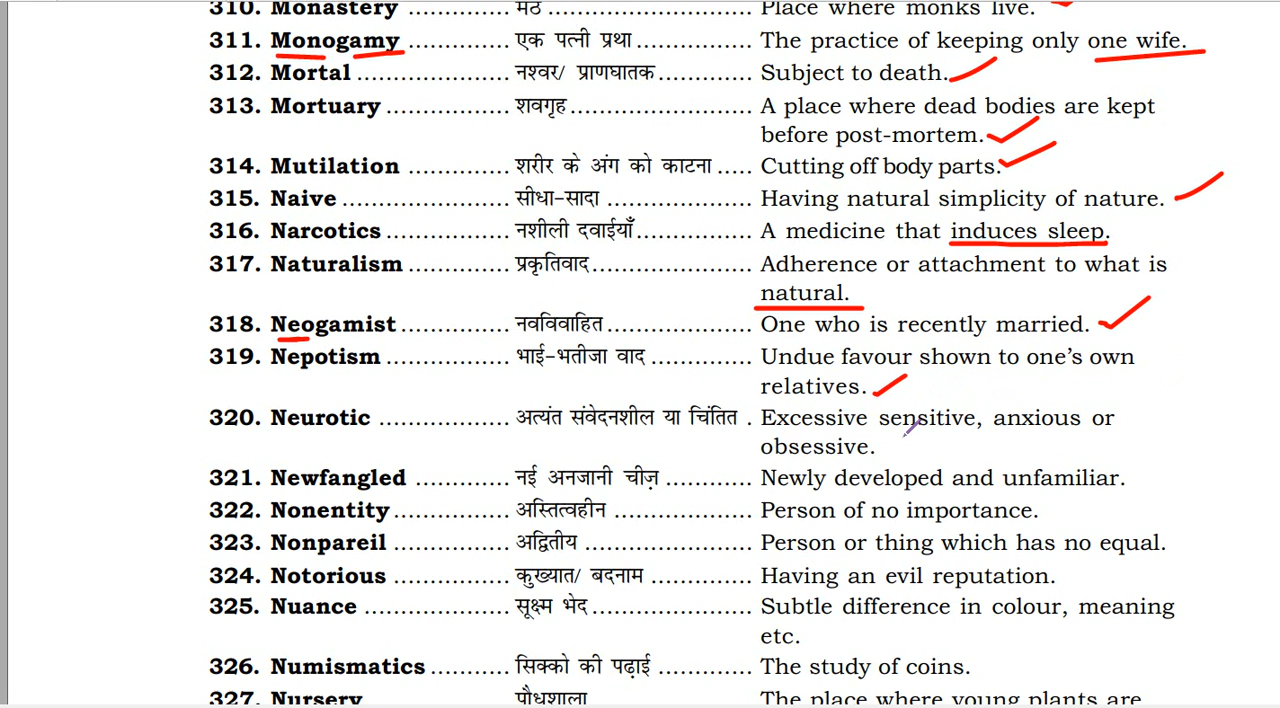 310. Monastery ............... मठ ........................... Place where monks live.
311. Monogamy .............. एक पत्नी प्रथा ............... The practice of keeping only one wife.
312. Mortal ..................... नश्वर/ प्राणघातक ............. Subject to death.
313. Mortuary ................. शवगृह ......................... A place where dead bodies are kept
before post-mortem.
314. Mutilation .............. शरीर के अंग को काटना ..... Cutting off body parts.
315. Naive ....................... सीधा-सादा .................... Having natural simplicity of nature.
316. Narcotics ................. नशीली दवाईयाँ ................ A medicine that induces sleep.
317. Naturalism .............. प्रकृतिवाद ...................... Adherence or attachment to what is
natural.
318. Neogamist ............... नवविवाहित .................... One who is recently married.
319. Nepotism ................. भाई-भतीजा वाद .............. Undue favour shown to one’s own
relatives.
320. Neurotic .................. अत्यंत संवेदनशील या चिंतित . Excessive sensitive, anxious or
obsessive.
321. Newfangled ............. नई अनजानी चीज़ ............ Newly developed and unfamiliar.
322. Nonentity ................ अस्तित्वहीन ................... Person of no importance.
323. Nonpareil ................ अद्वितीय ........................ Person or thing which has no equal.
324. Notorious ................ कुख्यात/ बदनाम .............. Having an evil reputation.
325. Nuance .................... सूक्ष्म भेद ...................... Subtle difference in colour, meaning
etc.
326. Numismatics ........... सिक्को की पढ़ाई ............. The study of coins.
327. Nursery ................... पौधशाला ...................... The place where young plants are